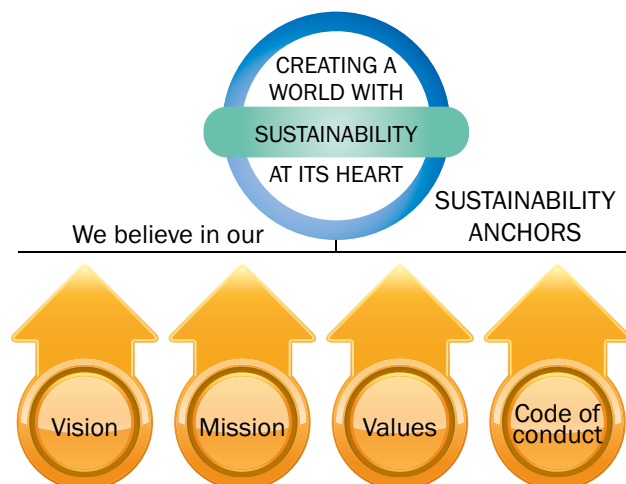 CREATING A
WORLD WITH
SUSTAINABILITY
AT ITS HEART
We believe in our
SUSTAINABILITY
ANCHORS
Vision
Mission
Values
Code of
conduct